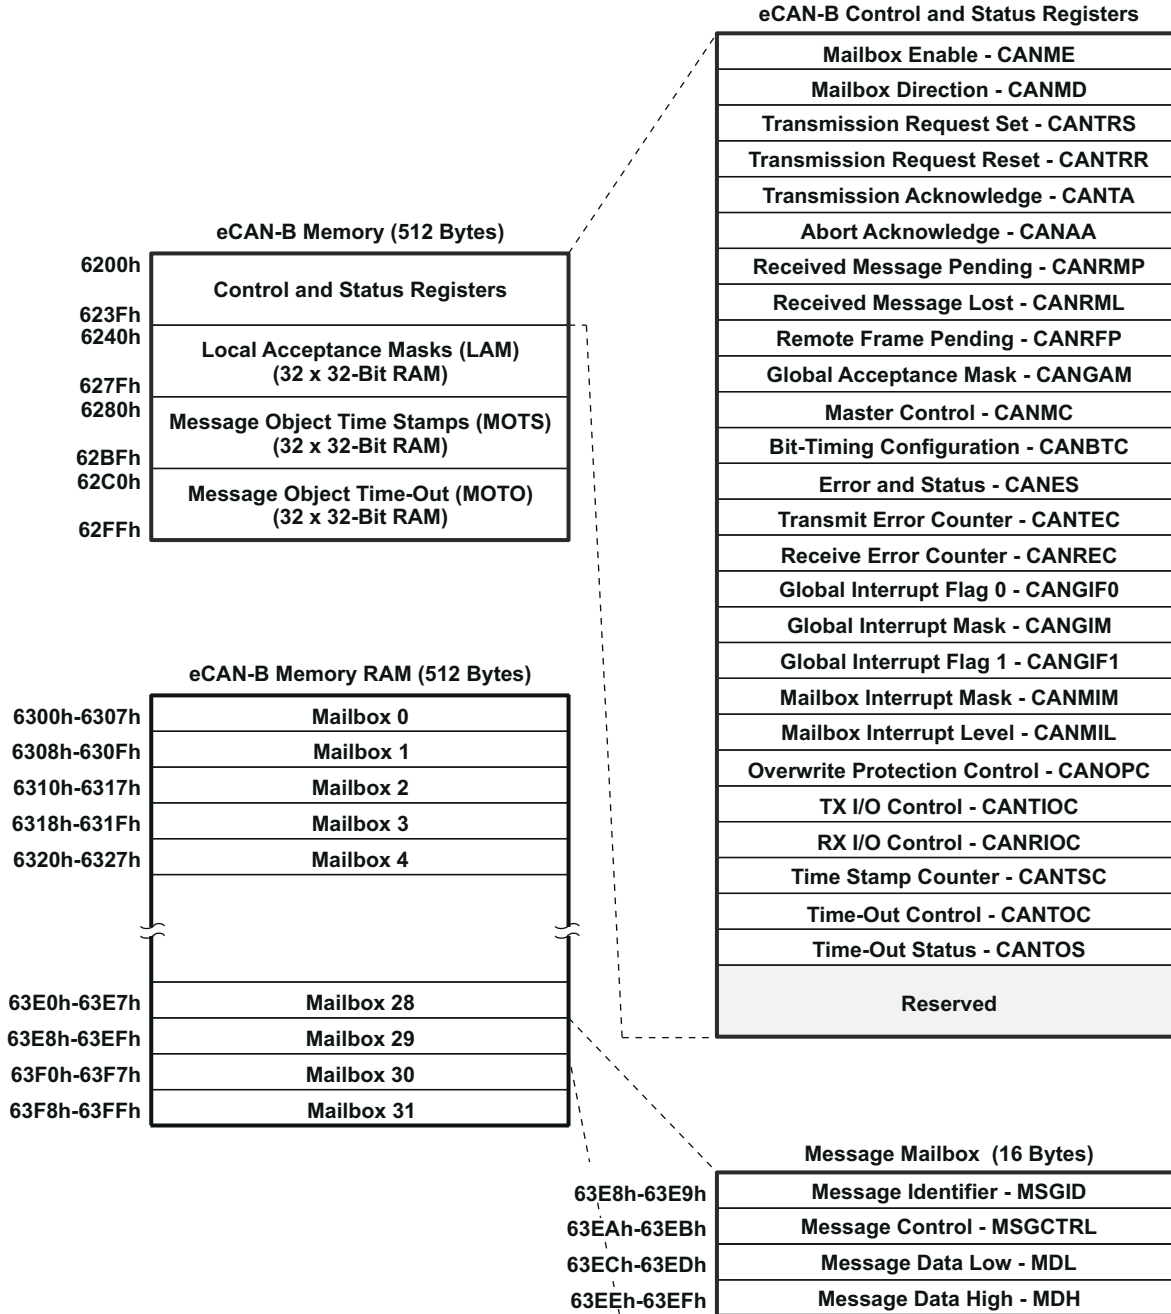 eCAN-B Control and Status Registers
Mailbox Enable - CANME
Mailbox Direction - CANMD
Transmission Request Set - CANTRS
Transmission Request Reset - CANTRR
Transmission Acknowledge - CANTA
Abort Acknowledge - CANAA
Received Message Pending - CANRMP
Received Message Lost - CANRML
Remote Frame Pending - CANRFP
Global Acceptance Mask - CANGAM
Master Control - CANMC
Bit-Timing Configuration - CANBTC
Error and Status - CANES
Transmit Error Counter - CANTEC
Receive Error Counter - CANREC
Global Interrupt Flag 0 - CANGIF0
Global Interrupt Mask - CANGIM
Global Interrupt Flag 1 - CANGIF1
Mailbox Interrupt Mask - CANMIM
Mailbox Interrupt Level - CANMIL
Overwrite Protection Control - CANOPC
TX I/O Control - CANTIOC
RX I/O Control - CANRIOC
Time Stamp Counter - CANTSC
Time-Out Control - CANTOC
Time-Out Status - CANTOS
Reserved
eCAN-B Memory (512 Bytes)
6200h
Control and Status Registers
623Fh
6240h
Local Acceptance Masks (LAM)
(32 x 32-Bit RAM)
627Fh
6280h
Message Object Time Stamps (MOTS)
(32 x 32-Bit RAM)
62BFh
62C0h
Message Object Time-Out (MOTO)
(32 x 32-Bit RAM)
62FFh
eCAN-B Memory RAM (512 Bytes)
6300h-6307h Mailbox 0
6308h-630Fh Mailbox 1
6310h-6317h Mailbox 2
6318h-631Fh Mailbox 3
6320h-6327h Mailbox 4
63E0h-63E7h Mailbox 28
63E8h-63EFh Mailbox 29
63F0h-63F7h Mailbox 30
63F8h-63FFh Mailbox 31
Message Mailbox (16 Bytes)
63E8h-63E9h Message Identifier - MSGID
63EAh-63EBh Message Control - MSGCTRL
63ECh-63EDh Message Data Low - MDL
63EEh-63EFh Message Data High - MDH